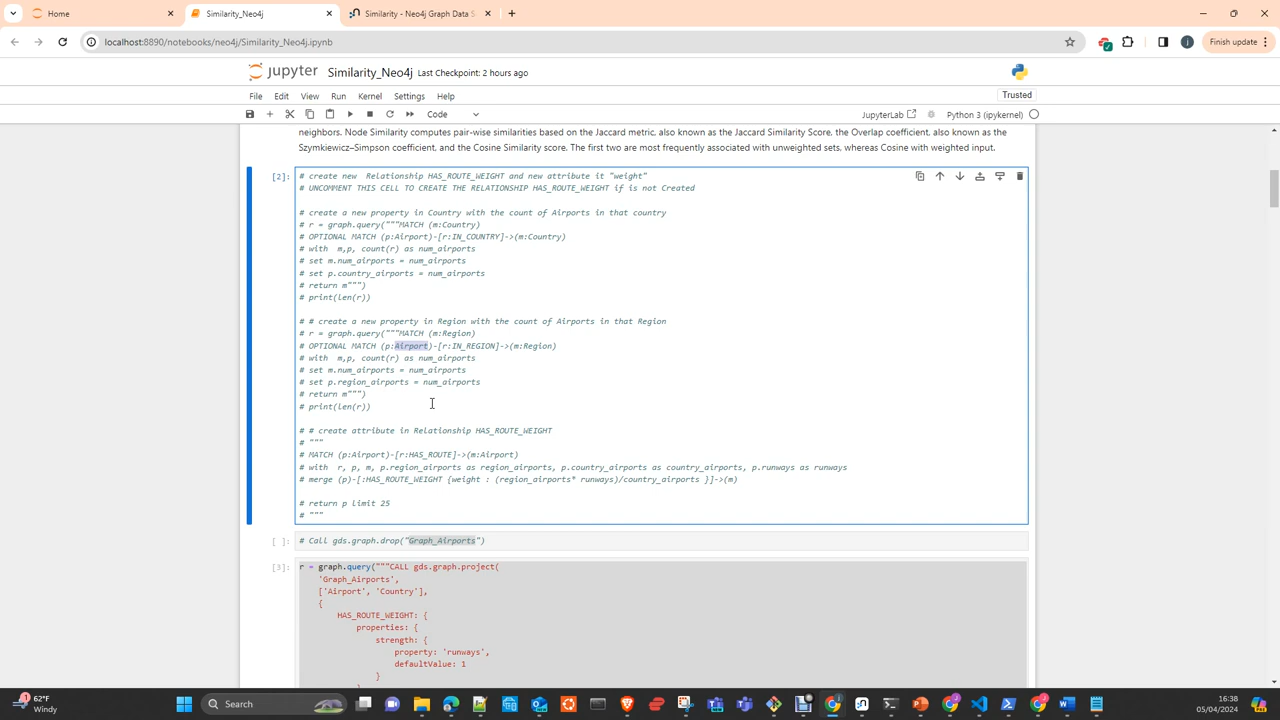 Home
Similarity_Neo4j
Similarity - Neo4j Graph Data S
localhost:8890/notebooks/neo4j/Similarity_Neo4j.ipynb
Finish update
jupyter Similarity_Neo4j Last Checkpoint: 2 hours ago
File Edit View Run Kernel Settings Help
Trusted
Code
JupyterLab
Python 3 (ipykernel)
neighbors. Node Similarity computes pair-wise similarities based on the Jaccard metric, also known as the Jaccard Similarity Score, the Overlap coefficient, also known as the
Szymkiewicz–Simpson coefficient, and the Cosine Similarity score. The first two are most frequently associated with unweighted sets, whereas Cosine with weighted input.
[2]:
# create new  Relationship HAS_ROUTE_WEIGHT and new attribute it "weight"
# UNCOMMENT THIS CELL TO CREATE THE RELATIONSHIP HAS_ROUTE_WEIGHT if is not Created
# create a new property in Country with the count of Airports in that country
# r = graph.query("""MATCH (m:Country)
# OPTIONAL MATCH (p:Airport)-[r:IN_COUNTRY]->(m:Country)
# with  m,p, count(r) as num_airports
# set m.num_airports = num_airports
# set p.country_airports = num_airports
# return m""")
# print(len(r))
# # create a new property in Region with the count of Airports in that Region
# r = graph.query("""MATCH (m:Region)
# OPTIONAL MATCH (p:Airport)-[r:IN_REGION]->(m:Region)
# with  m,p, count(r) as num_airports
# set m.num_airports = num_airports
# set p.region_airports = num_airports
# return m""")
# print(len(r))
# # create attribute in Relationship HAS_ROUTE_WEIGHT
# """
# MATCH (p:Airport)-[r:HAS_ROUTE]->(m:Airport)
# with  r, p, m, p.region_airports as region_airports, p.country_airports as country_airports, p.runways as runways
# merge (p)-[:HAS_ROUTE_WEIGHT {weight : (region_airports* runways)/country_airports }]->(m)
# return p limit 25
# """
[ ]:
# Call gds.graph.drop("Graph_Airports")
[3]:
r = graph.query("""CALL gds.graph.project(
'Graph_Airports',
['Airport', 'Country'],
{
HAS_ROUTE_WEIGHT: {
properties: {
strength: {
property: 'runways',
defaultValue: 1
}
}
1
62°F
Windy
Search
16:38
05/04/2024